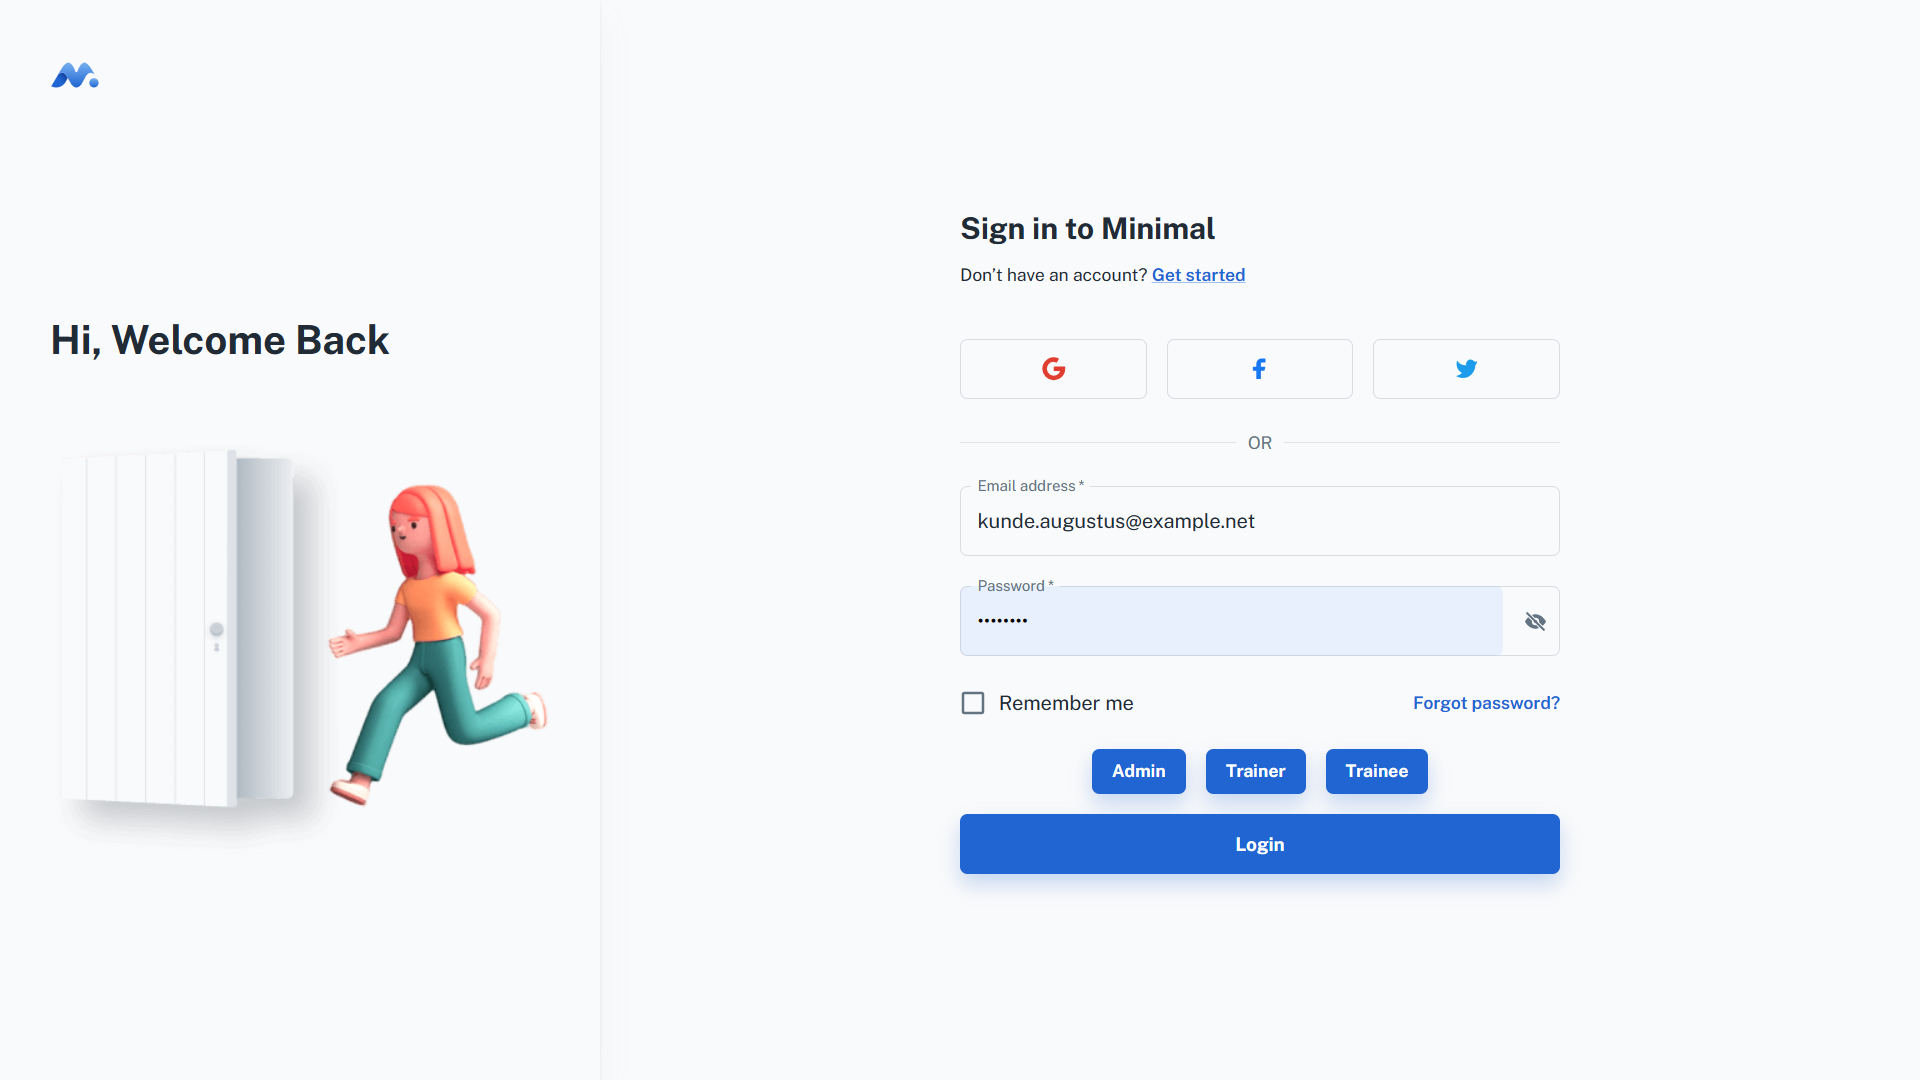 Hi, Welcome Back
Sign in to Minimal
Don’t have an account? Get started
OR
Email address *
kunde.augustus@example.net
Password *
••••••••
Remember me
Forgot password?
Admin
Trainer
Trainee
Login